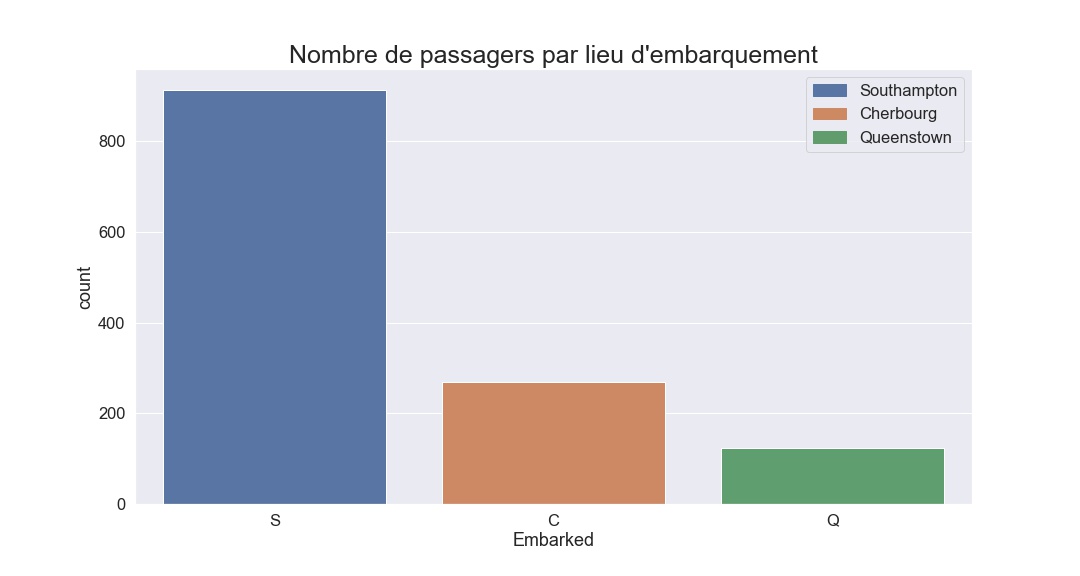 Nombre de passagers par lieu d'embarquement
Southampton
Cherbourg
Queenstown
800
600
400
200
0
count
S
C
Q
Embarked